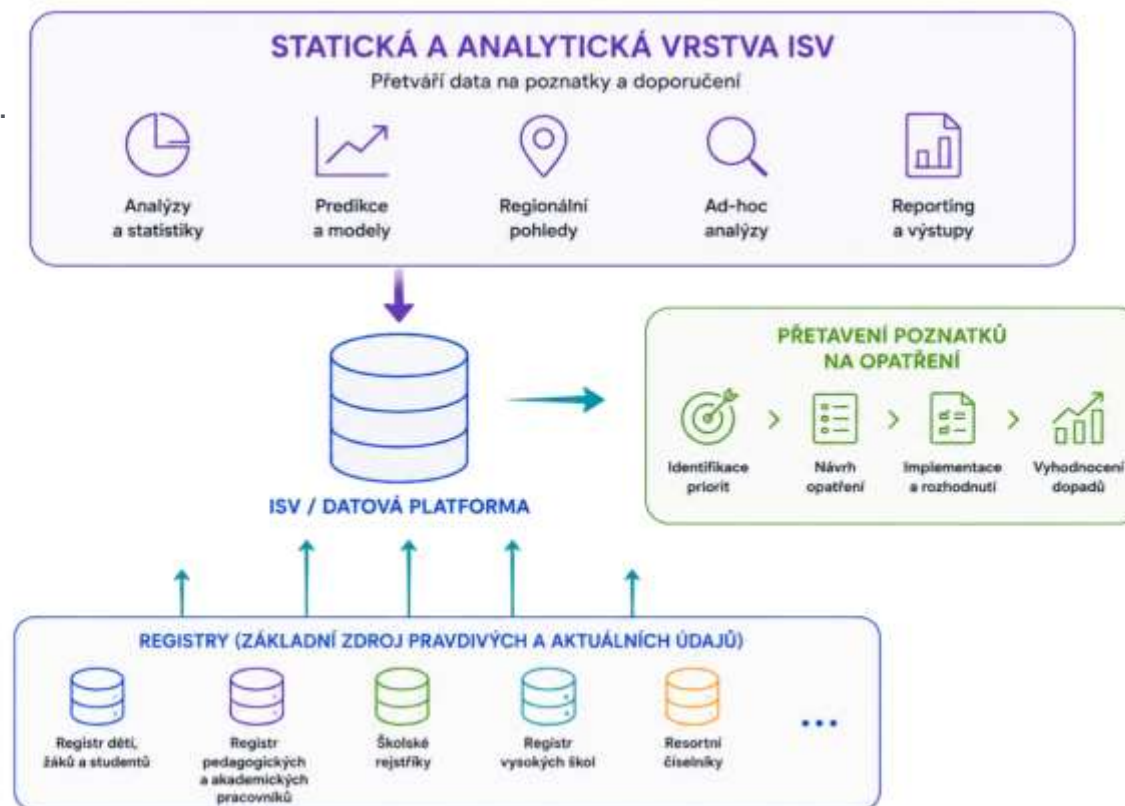 STATICKÁ A ANALYTICKÁ VRSTVA ISV
Přetváří data na poznatky a doporučení
.
Analýzy
a statistiky
Predikce
a modely
Regionální
pohledy
Ad-hoc
analýzy
Reporting
a výstupy
ISV / DATOVÁ PLATFORMA
PŘETAVENÍ POZNATKŮ
NA OPATŘENÍ
Identifikace
priorit
Návrh
opatření
Implementace
a rozhodnutí
Vyhodnocení
dopadů
REGISTRY (ZÁKLADNÍ ZDROJ PRAVDIVÝCH A AKTUÁLNÍCH ÚDAJŮ)
Registr dětí,
žáků a studentů
Registr
pedagogických
a akademických
pracovníků
Školské
rejstříky
Registr
vysokých škol
Resortní
číselníky
...